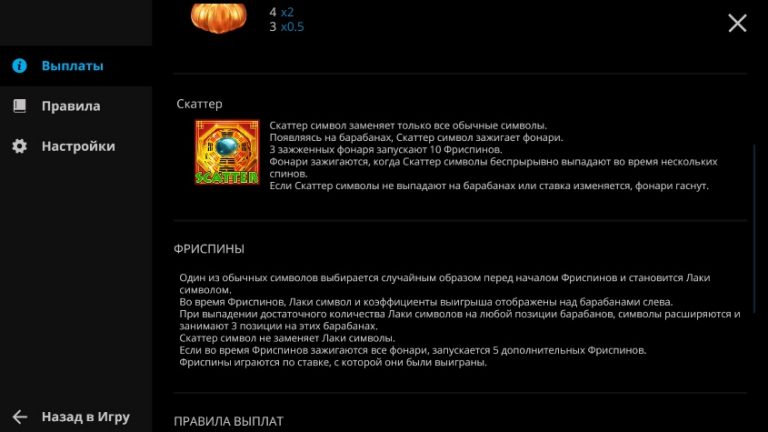 4 x2
3 x0.5
Выплаты
Правила
Настройки
Назад в Игру
Скаттер
SCATTER
Скаттер символ заменяет только все обычные символы.
Появляясь на барабанах, Скаттер символ зажигает фонари.
3 зажженных фонаря запускают 10 Фриспинов.
Фонари зажигаются, когда Скаттер символы беспрырывно выпадают во время нескольких
спинов.
Если Скаттер символы не выпадают на барабанах или ставка изменяется, фонари гаснут.
ФРИСПИНЫ
Один из обычных символов выбирается случайным образом перед началом Фриспинов и становится Лаки
символом.
Во время Фриспинов, Лаки символ и коэффициенты выигрыша отображены над барабанами слева.
При выпадении достаточного количества Лаки символов на любой позиции барабанов, символы расширяются и
занимают 3 позиции на этих барабанах.
Скаттер символ не заменяет Лаки символы.
Если во время Фриспинов зажигаются все фонари, запускается 5 дополнительных Фриспинов.
Фриспины играются по ставке, с которой они были выиграны.
ПРАВИЛА ВЫПЛАТ